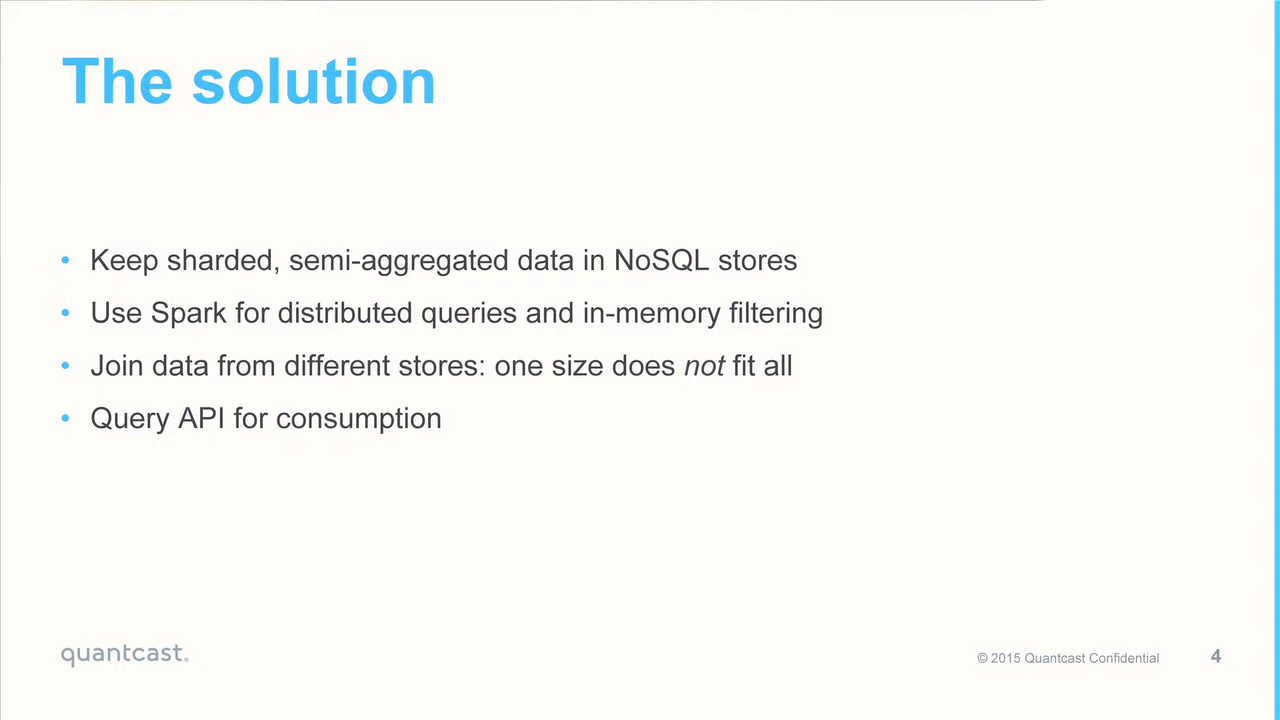 The solution
• Keep sharded, semi-aggregated data in NoSQL stores
• Use Spark for distributed queries and in-memory filtering
• Join data from different stores: one size does not fit all
• Query API for consumption
quantcast®
© 2015 Quantcast Confidential
4